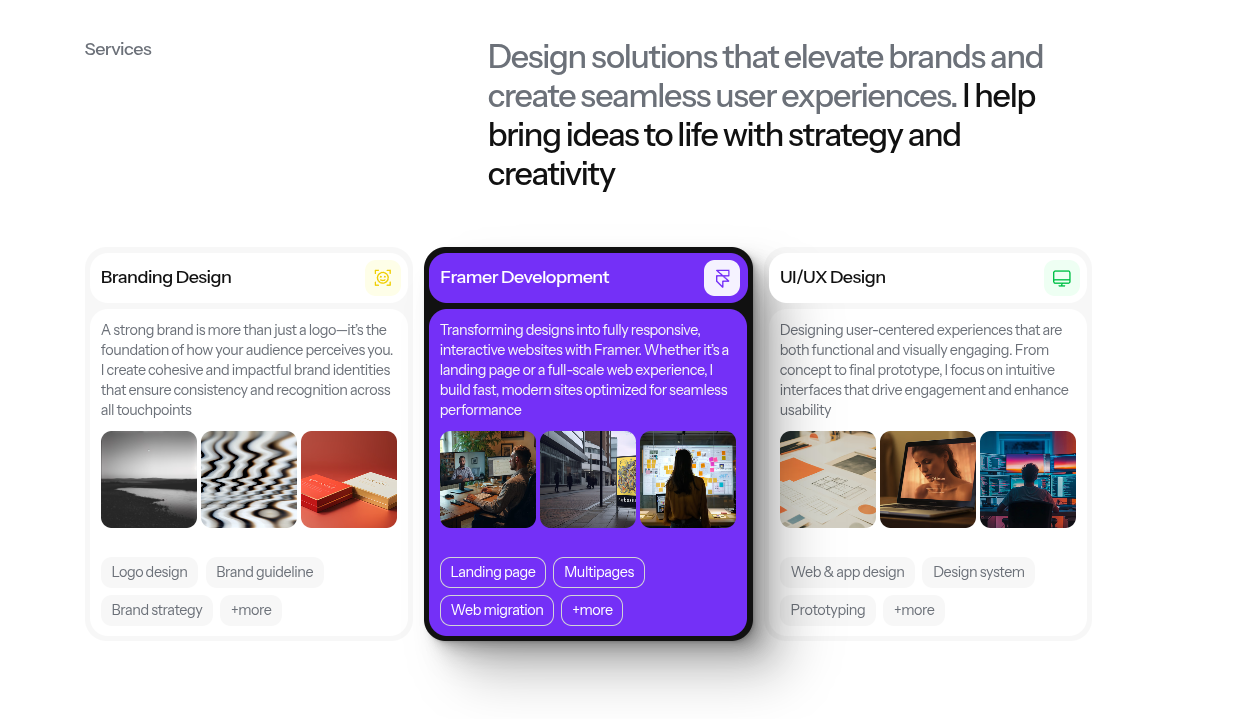 Services
Design solutions that elevate brands and
create seamless user experiences. I help
bring ideas to life with strategy and
creativity
Branding Design
A strong brand is more than just a logo—it's the
foundation of how your audience perceives you.
I create cohesive and impactful brand identities
that ensure consistency and recognition across
all touchpoints
Logo design
Brand guideline
Brand strategy
+more
Framer Development
Transforming designs into fully responsive,
interactive websites with Framer. Whether it's a
landing page or a full-scale web experience, I
build fast, modern sites optimized for seamless
performance
Landing page
Multipages
Web migration
+more
UI/UX Design
Designing user-centered experiences that are
both functional and visually engaging. From
concept to final prototype, I focus on intuitive
interfaces that drive engagement and enhance
usability
Web & app design
Design system
Prototyping
+more